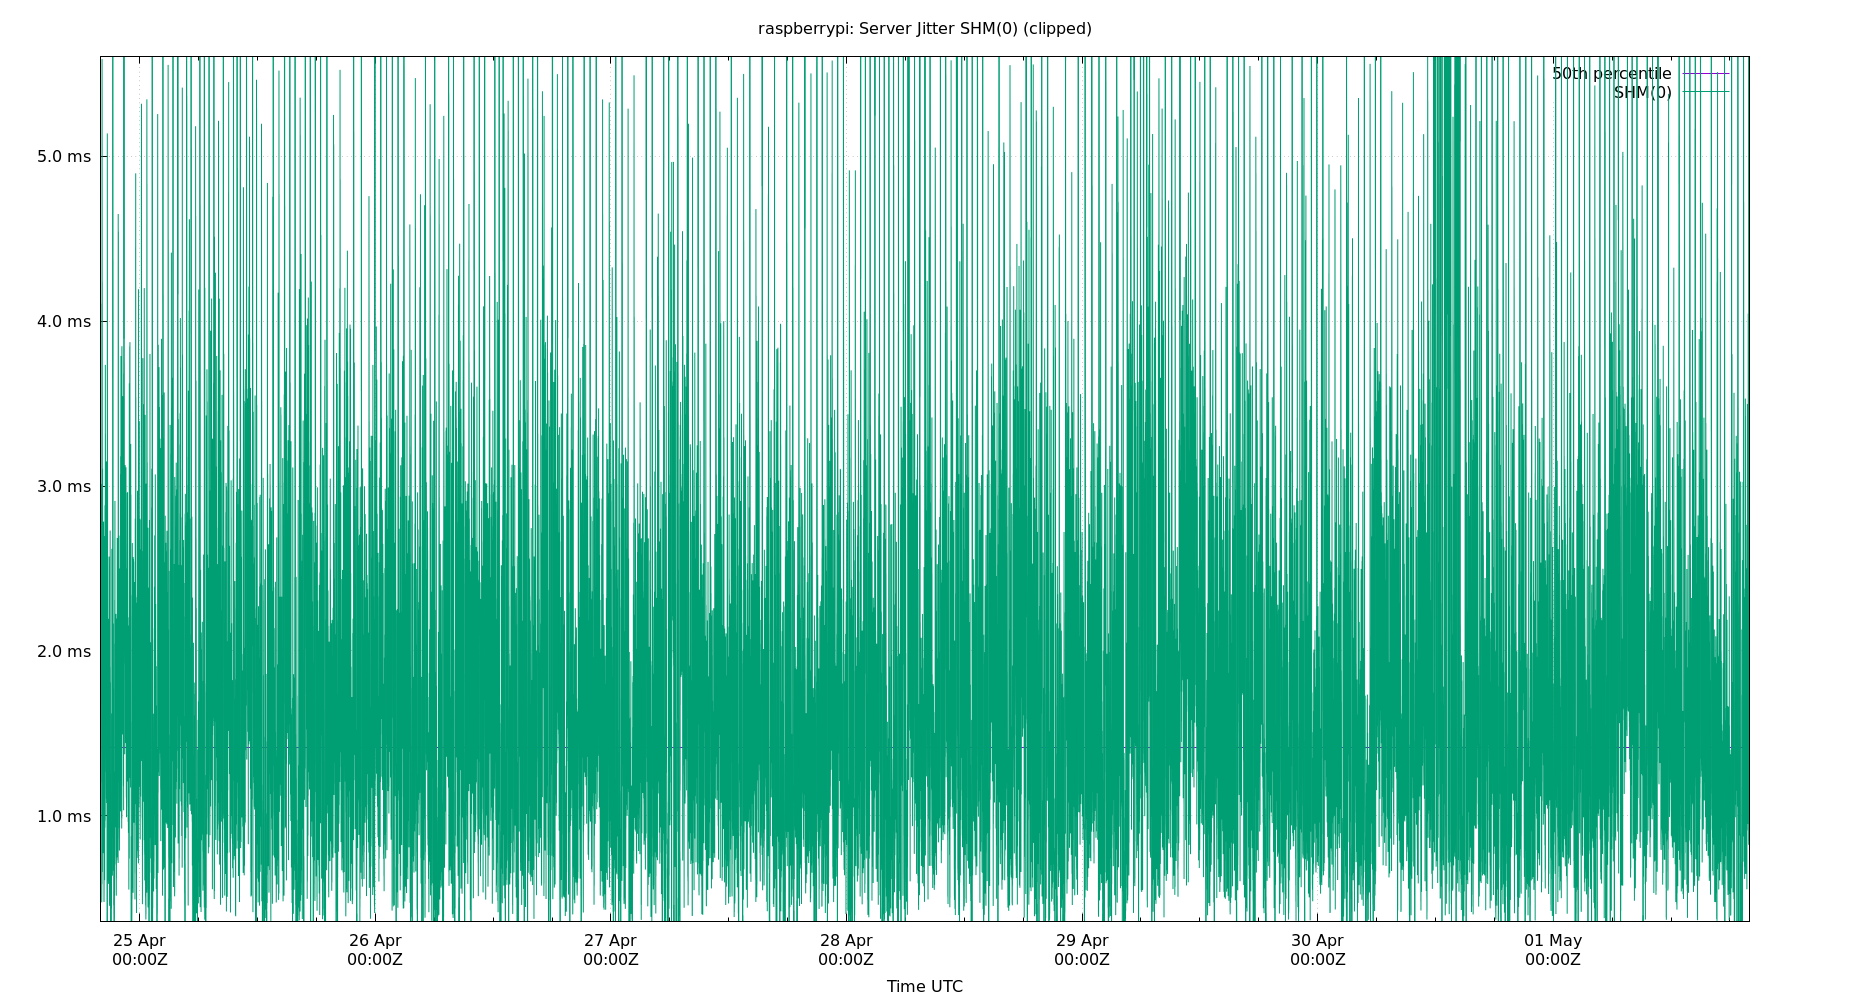 raspberrypi: Server Jitter SHM(0) (clipped)
50th percentile
SHM(0)
5.0 ms
4.0 ms
3.0 ms
2.0 ms
1.0 ms
25 Apr 26 Apr 27 Apr 28 Apr 29 Apr 30 Apr 01 May
00:00Z 00:00Z 00:00Z 00:00Z 00:00Z 00:00Z 00:00Z
Time UTC